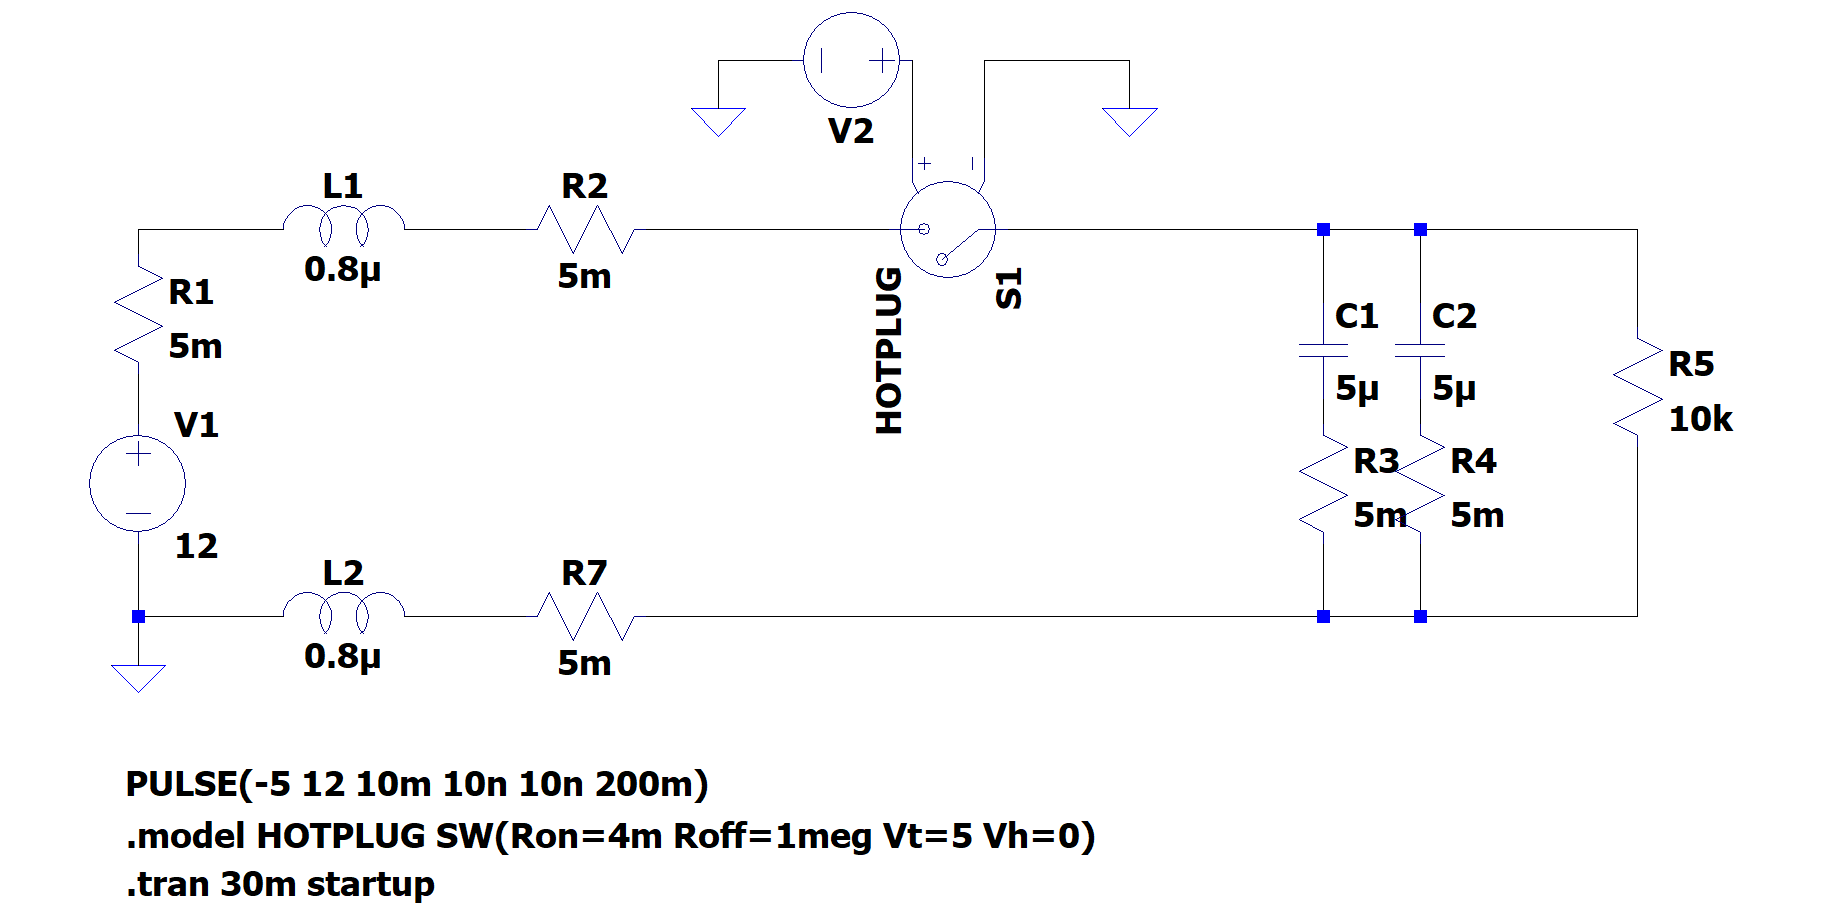 V2
L1
0.8µ
R2
5m
R1
5m
HOTPLUG
S1
C1
5µ
C2
5µ
R3
5m
R4
5m
R5
10k
V1
12
L2
0.8µ
R7
5m
PULSE(-5 12 10m 10n 10n 200m)
.model HOTPLUG SW(Ron=4m Roff=1meg Vt=5 Vh=0)
.tran 30m startup